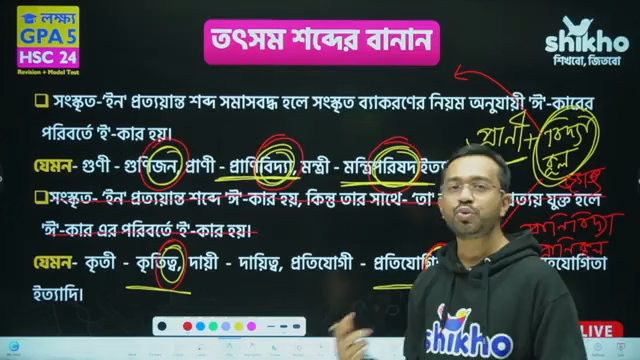 লক্ষ্য
GPA 5
HSC 24
Revision + Model Test
তৎসম শব্দের বানান
shikho
শিখবো, জিতবো
সংস্কৃত-'ইন' প্রত্যয়ান্ত শব্দ সমাসবদ্ধ হলে সংস্কৃত ব্যাকরণের নিয়ম অনুযায়ী 'ঈ'-কারের
পরিবর্তে 'ই'-কার হয়।
যেমন- গুণী - গুণিজন, প্রাণী - প্রাণিবিদ্যা, মন্ত্রী - মন্ত্রিপরিষদ
সংস্কৃত- ইন' প্রত্যয়ান্ত শব্দে ঈ'-কার হয়, কিন্তু তার সাথে- 'তা' যুক্ত হলে
'ঈ'-কার এর পরিবর্তে ই'-কার হয়।
যেমন- কৃতী - কৃতিত্ব, দায়ী - দায়িত্ব, প্রতিযোগী -
ইত্যাদি।
প্রাণী + বিদ্যা
কূল
প্রাণিবিদ্যা
প্রাণিকূল
shikho
LIVE